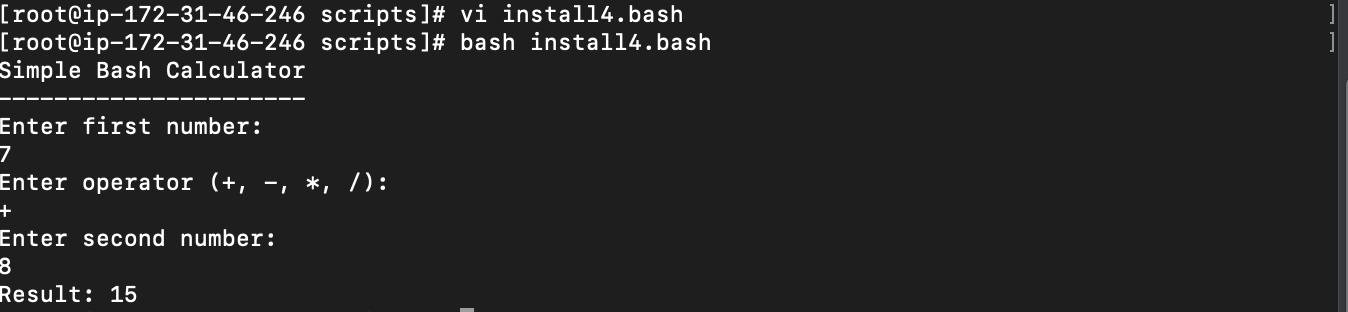 [root@ip-172-31-46-246 scripts]# vi install4.bash ]
[root@ip-172-31-46-246 scripts]# bash install4.bash ]
Simple Bash Calculator
----------------------
Enter first number:
7
Enter operator (+, -, *, /):
+
Enter second number:
8
Result: 15